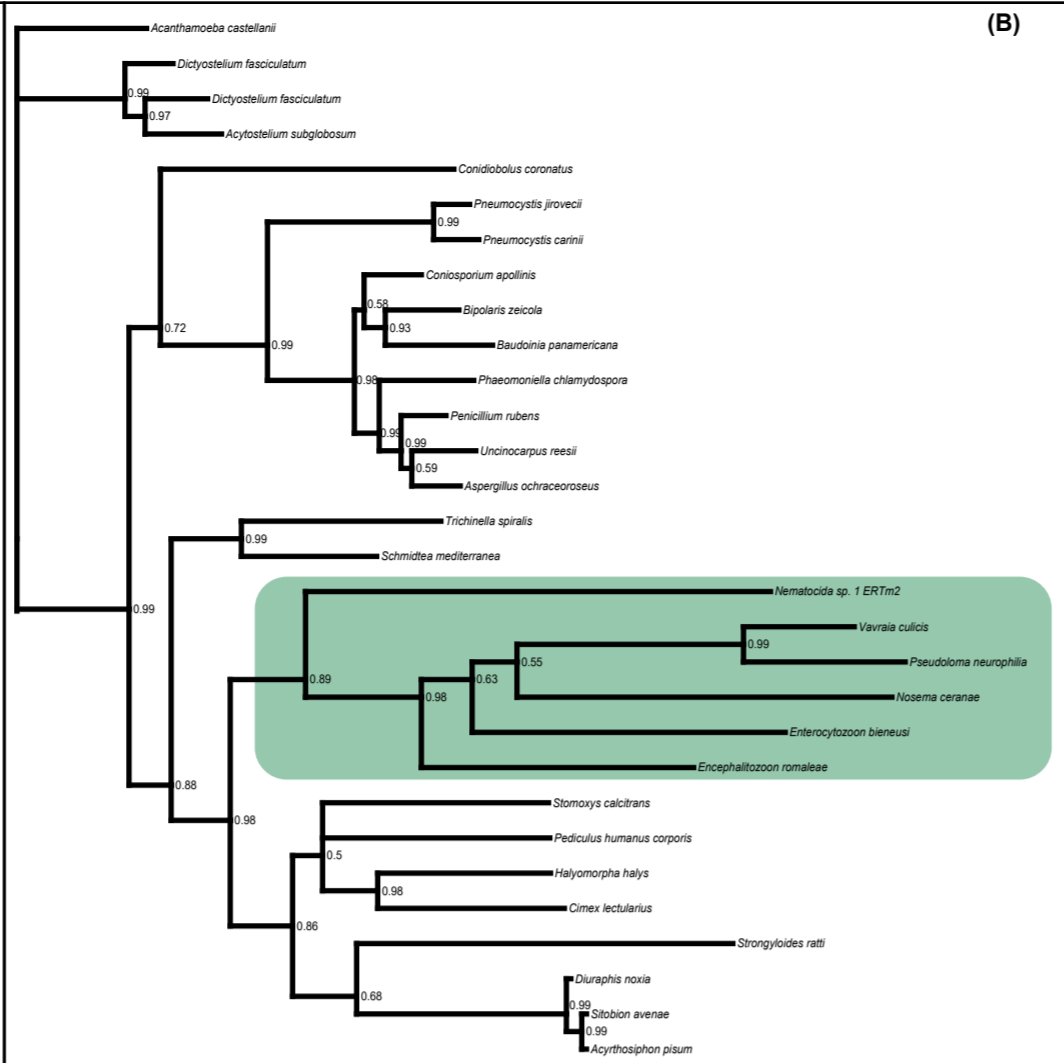 (B)
Acanthamoeba castellanii
Dictyostelium fasciculatum
0.99
Dictyostelium fasciculatum
0.97
Acytostelium subglobosum
Conidiobolus coronatus
Pneumocystis jirovecii
0.99
Pneumocystis carinii
Coniosporium apollinis
0.58
Bipolaris zeicola
0.72
0.93
0.99
Baudoinia panamericana
0.98
Phaeomoniella chlamydospora
Penicillium rubens
0.99
0.99
Uncinocarpus reesii
0.59
Aspergillus ochraceoroseus
Trichinella spiralis
0.99
Schmidtea mediterranea
Nematocida sp. 1 ERTm2
0.99
Vavraia culicis
0.99
0.55
Pseudoloma neurophilia
0.89
0.63
0.98
Nosema ceranae
Enterocytozoon bieneusi
Encephalitozoon romaleae
0.88
Stomoxys calcitrans
0.98
Pediculus humanus corporis
0.5
Halyomorpha halys
0.98
Cimex lectularius
0.86
Strongyloides ratti
Diuraphis noxia
0.68
0.99
Sitobion avenae
0.99
Acyrthosiphon pisum